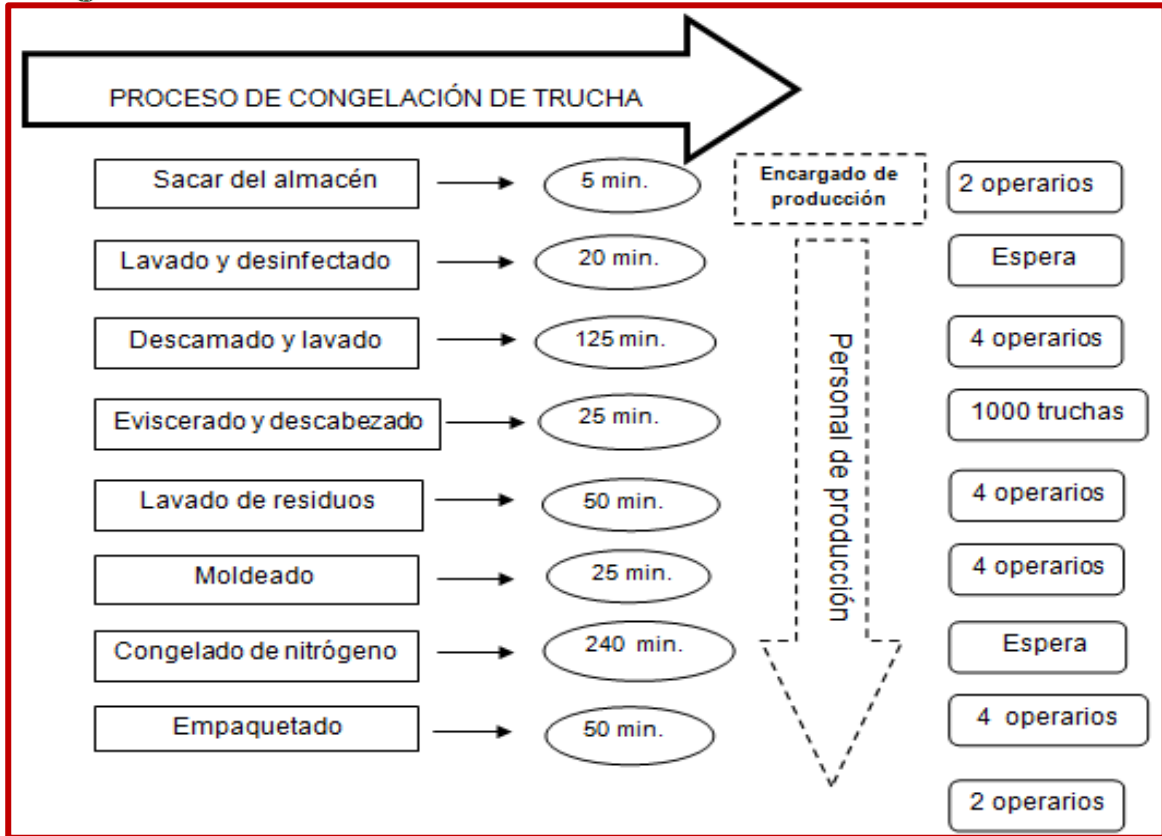 PROCESO DE CONGELACIÓN DE TRUCHA
Sacar del almacén
5 min.
Encargado de
producción
2 operarios
Lavado y desinfectado
20 min.
Espera
Descamado y lavado
125 min.
4 operarios
Eviscerado y descabezado
25 min.
1000 truchas
Lavado de residuos
50 min.
4 operarios
Moldeado
25 min.
4 operarios
Congelado de nitrógeno
240 min.
Espera
Empaquetado
50 min.
4 operarios
2 operarios
Personal de producción